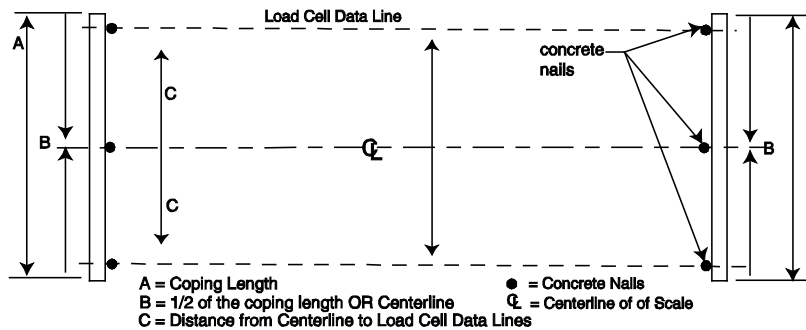 Load Cell Data Line
A
concrete
nails
C
B
℄
B
C
A = Coping Length
B = 1/2 of the coping length OR Centerline
C = Distance from Centerline to Load Cell Data Lines
● = Concrete Nails
℄ = Centerline of of Scale